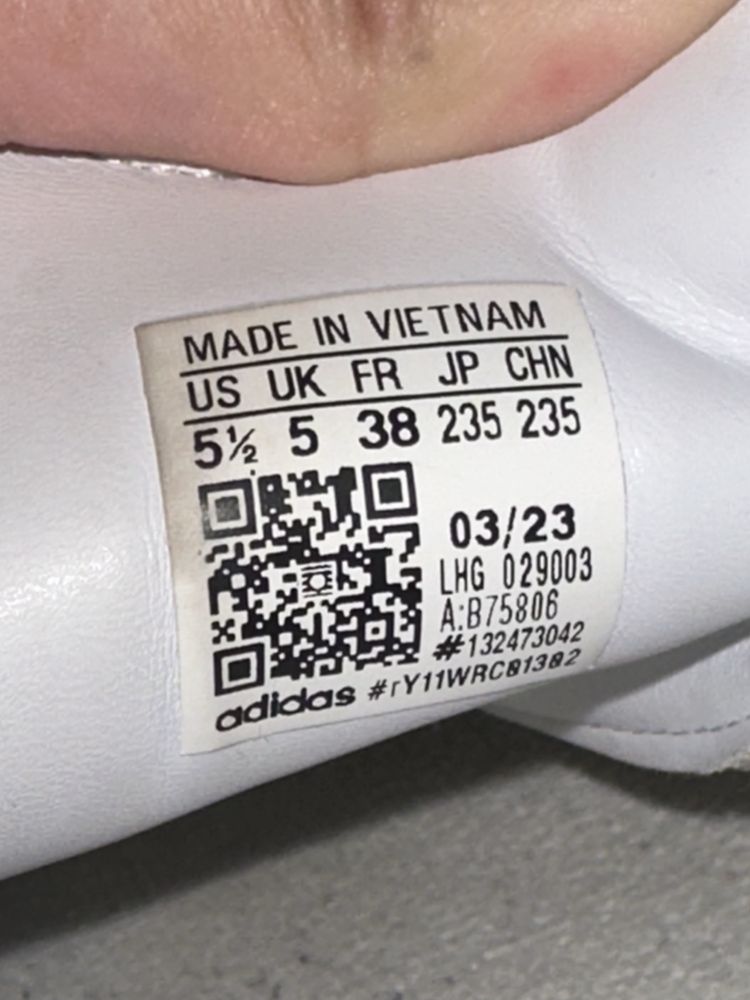 MADE IN VIETNAM
US UK FR JP CHN
5½ 5 38 235 235
03/23
LHG 029003
A:B75806
#132473042
adidas #rY11WRC01302